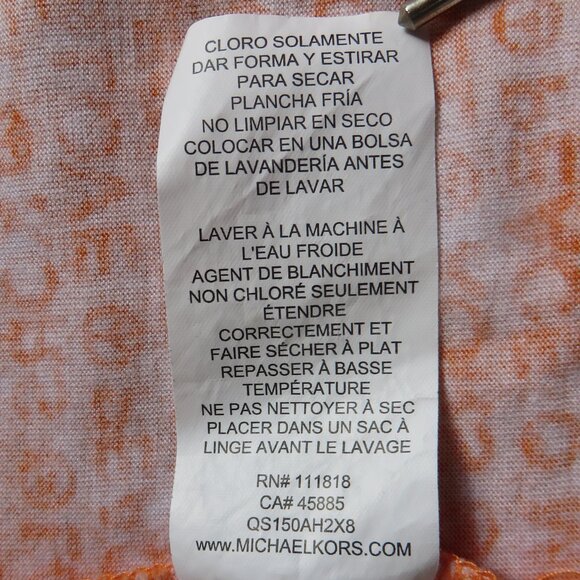 CLORO SOLAMENTE
DAR FORMA Y ESTIRAR
PARA SECAR
PLANCHA FRÍA
NO LIMPIAR EN SECO
COLOCAR EN UNA BOLSA
DE LAVANDERÍA ANTES
DE LAVAR
LAVER À LA MACHINE À
L'EAU FROIDE
AGENT DE BLANCHIMENT
NON CHLORÉ SEULEMENT
ÉTENDRE
CORRECTEMENT ET
FAIRE SÉCHER À PLAT
REPASSER À BASSE
TEMPÉRATURE
NE PAS NETTOYER À SEC
PLACER DANS UN SAC À
LINGE AVANT LE LAVAGE
RN# 111818
CA# 45885
QS150AH2X8
WWW.MICHAELKORS.COM